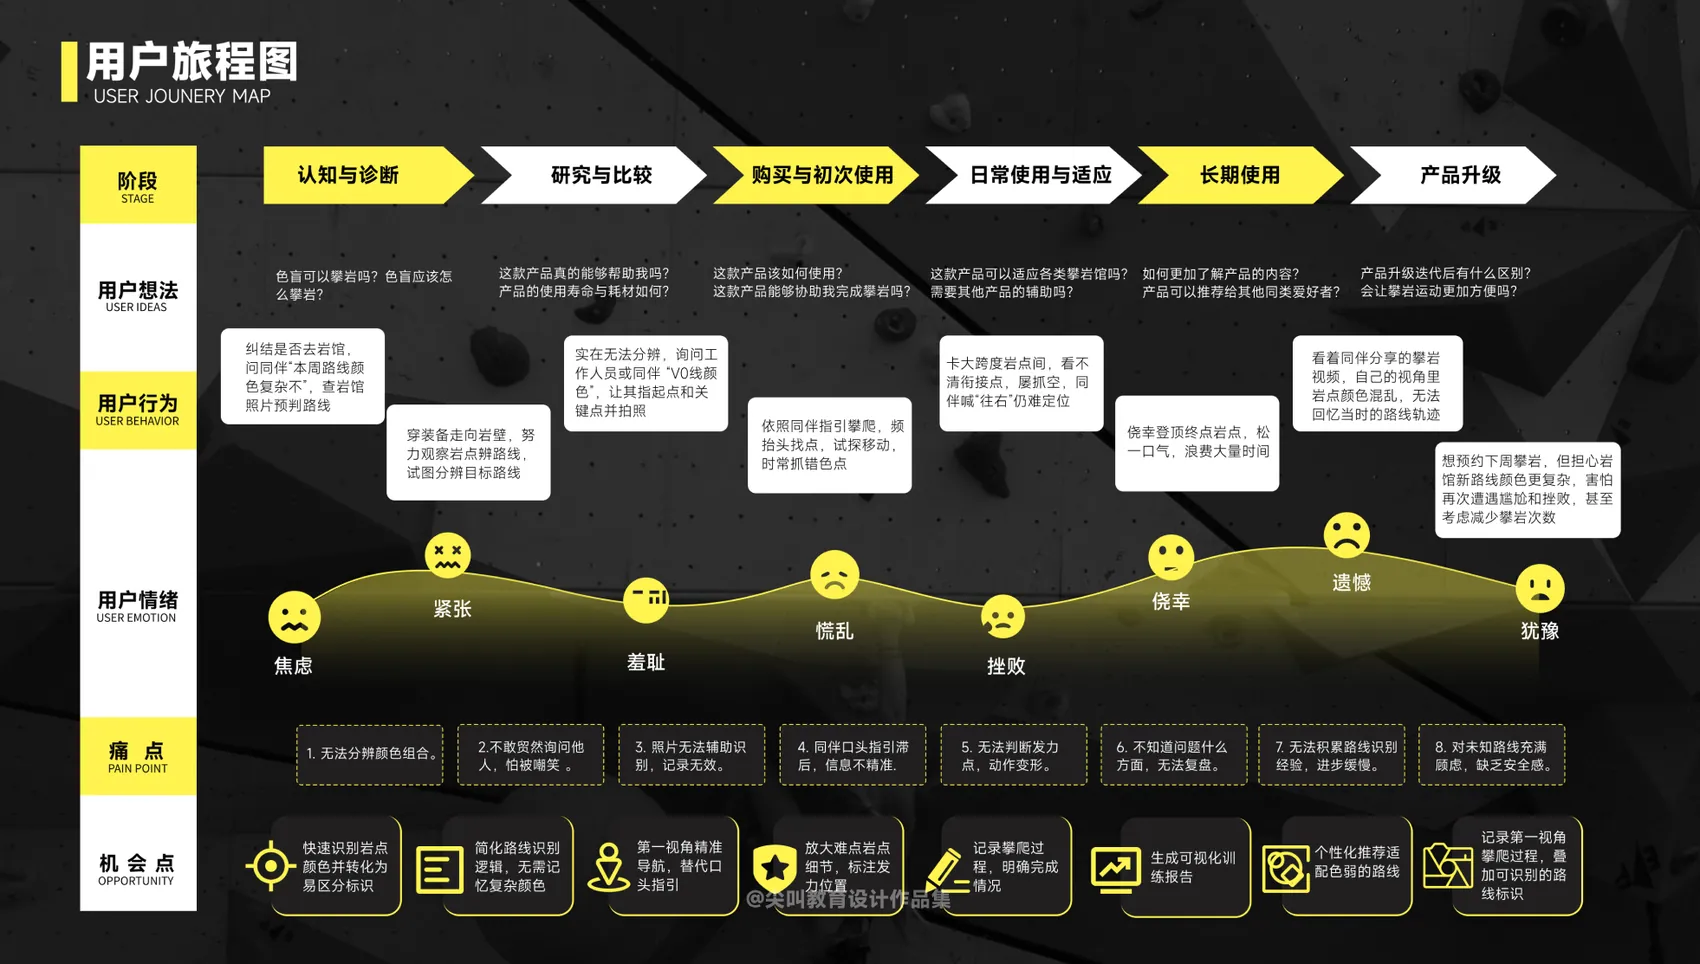 用户旅程图
USER JOUNERY MAP
阶段
STAGE
认知与诊断
研究与比较
购买与初次使用
日常使用与适应
长期使用
产品升级
用户想法
USER IDEAS
色盲可以攀岩吗？色盲应该怎
么攀岩？
这款产品真的能够帮助我吗？
产品的使用寿命与耗材如何？
这款产品该如何使用？
这款产品能够协助我完成攀岩吗？
这款产品可以适应各类攀岩馆吗？
需要其他产品的辅助吗？
如何更加了解产品的内容？
产品可以推荐给其他同类爱好者？
产品升级迭代后有什么区别？
会让攀岩运动更加方便吗？
用户行为
USER BEHAVIOR
纠结是否去岩馆，
问同伴“本周路线颜
色复杂不”，查岩馆
照片预判路线
穿装备走向岩壁，努
力观察岩点辨路线，
试图分辨目标路线
实在无法分辨，询问工
作人员或同伴 “V0线颜
色”，让其指起点和关
键点并拍照
依照同伴指引攀爬，频
抬头找点，试探移动，
时常抓错色点
卡大跨度岩点间，看不
清衔接点，屡抓空，同
伴喊“往右”仍难定位
侥幸登顶终点岩点，松
一口气，浪费大量时间
看着同伴分享的攀岩
视频，自己的视角里
岩点颜色混乱，无法
回忆当时的路线轨迹
想预约下周攀岩，但担心岩
馆新路线颜色更复杂，害怕
再次遭遇尴尬和挫败，甚至
考虑减少攀岩次数
用户情绪
USER EMOTION
焦虑
紧张
羞耻
慌乱
挫败
侥幸
遗憾
犹豫
痛 点
PAIN POINT
1. 无法分辨颜色组合。
2.不敢贸然询问他
人，怕被嘲笑 。
3. 照片无法辅助识
别，记录无效。
4. 同伴口头指引滞
后，信息不精准.
5. 无法判断发力
点，动作变形。
6. 不知道问题什么
方面，无法复盘。
7. 无法积累路线识别
经验，进步缓慢。
8. 对未知路线充满
顾虑，缺乏安全感。
机 会 点
OPPORTUNITY
快速识别岩点
颜色并转化为
易区分标识
简化路线识别
逻辑，无需记
忆复杂颜色
第一视角精准
导航，替代口
头指引
放大难点岩点
细节，标注发
力位置
记录攀爬过
程，明确完成
情况
生成可视化训
练报告
个性化推荐适
配色弱的路线
记录第一视角
攀爬过程，叠
加可识别的路
线标识
@尖叫教育设计作品集